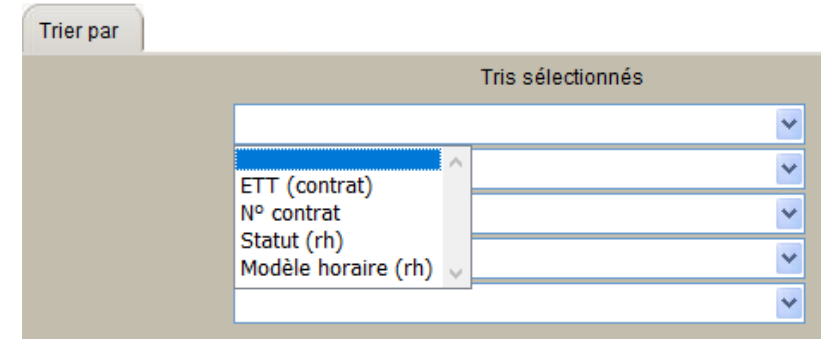 Trier par
Tris sélectionnés
ETT (contrat)
Nº contrat
Statut (rh)
Modèle horaire (rh)